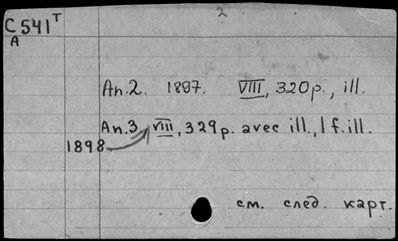 2
C 541 T
A
An. 2. 1897. VIII, 320 p., ill.
An. 3. VIII, 329 p. avec ill., 1 f. ill.
1898
см. след. карт.